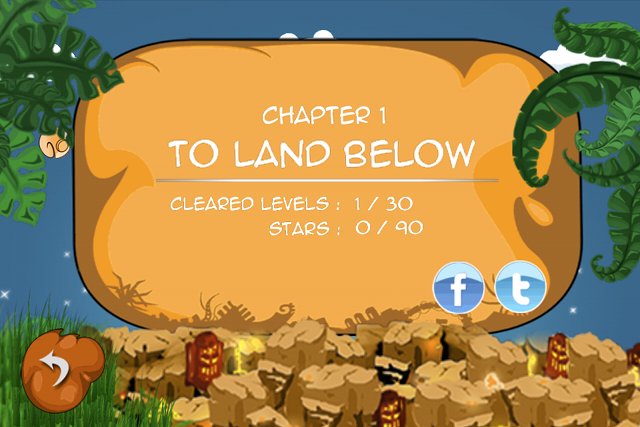 CHAPTER 1
TO LAND BELOW
CLEARED LEVELS : 1 / 30
STARS : 0 / 90
f t